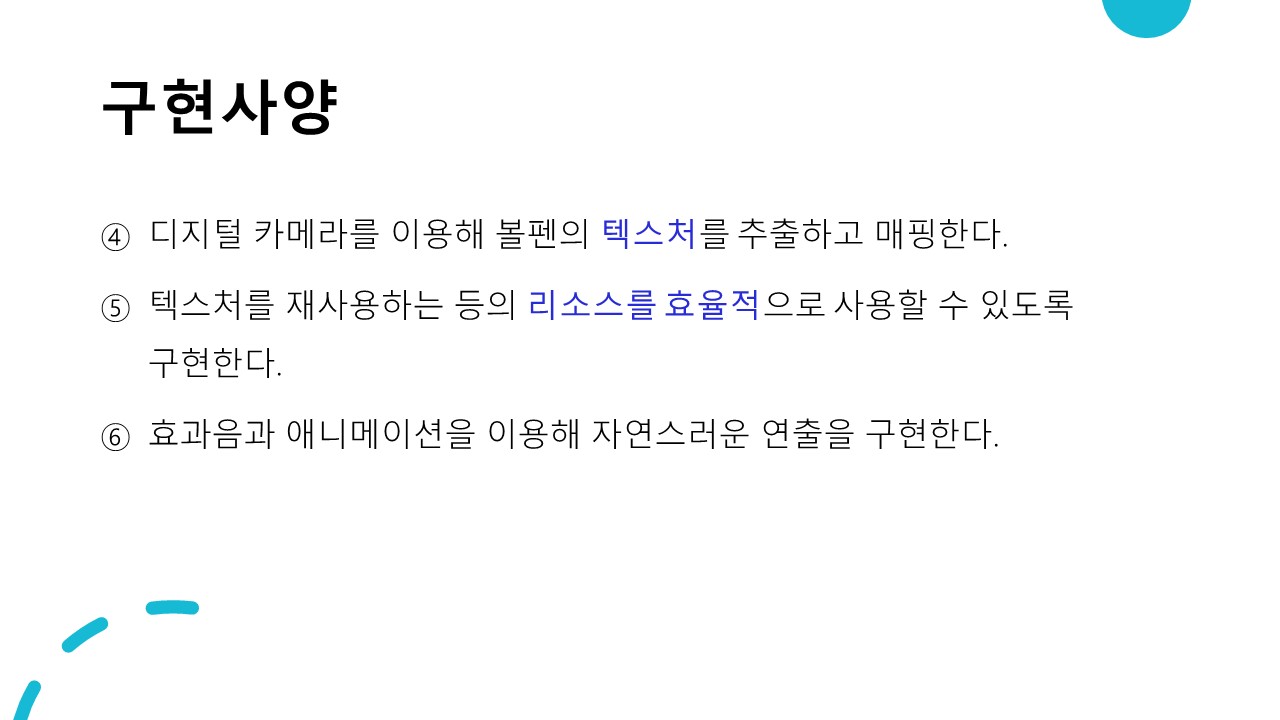 구현사양
④ 디지털 카메라를 이용해 볼펜의 텍스처를 추출하고 매핑한다.
⑤ 텍스처를 재사용하는 등의 리소스를 효율적으로 사용할 수 있도록
구현한다.
⑥ 효과음과 애니메이션을 이용해 자연스러운 연출을 구현한다.